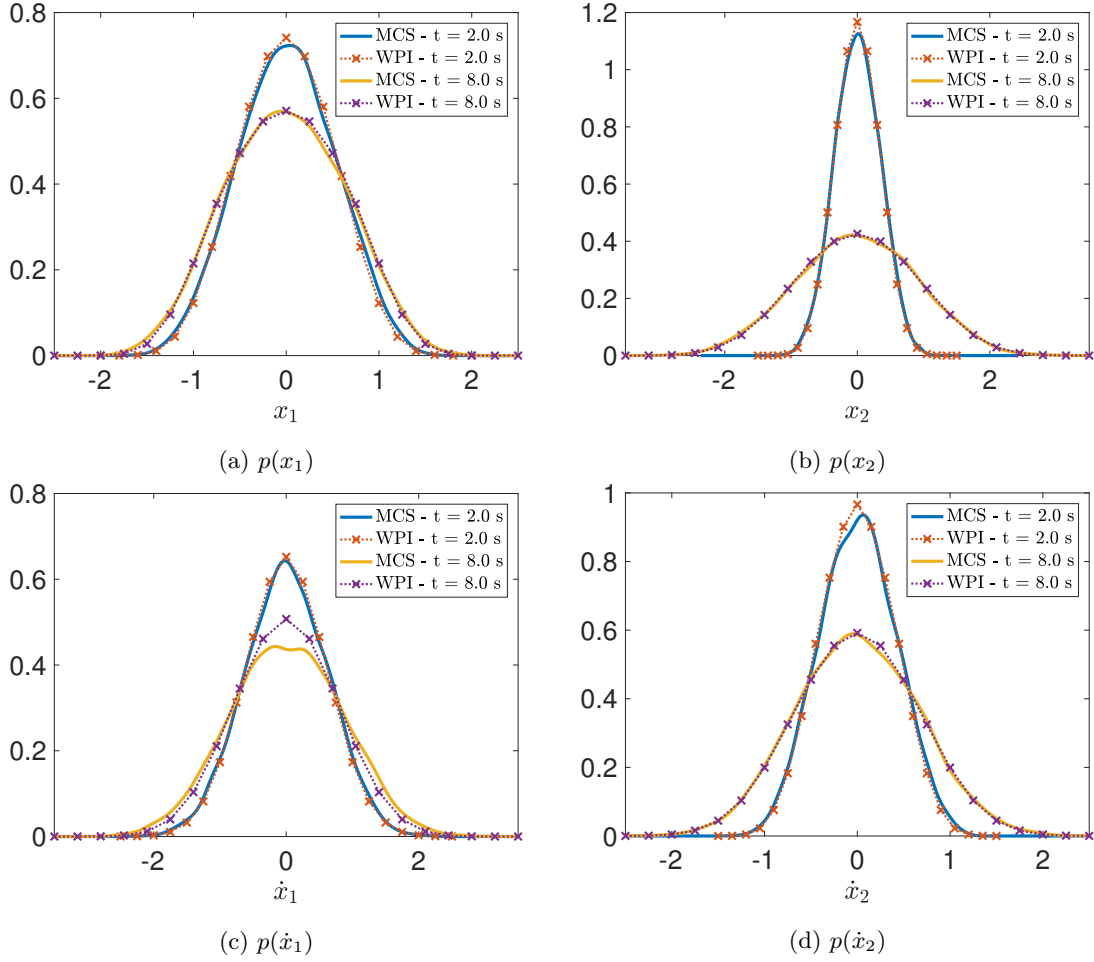 0.8
0.6
0.4
0.2
0
-2 -1 0 1 2
x₁
MCS - t = 2.0 s
WPI - t = 2.0 s
MCS - t = 8.0 s
WPI - t = 8.0 s
(a) p(x₁)
1.2
1
0.8
0.6
0.4
0.2
0
-2 0 2
x₂
MCS - t = 2.0 s
WPI - t = 2.0 s
MCS - t = 8.0 s
WPI - t = 8.0 s
(b) p(x₂)
0.8
0.6
0.4
0.2
0
-2 0 2
ẋ₁
MCS - t = 2.0 s
WPI - t = 2.0 s
MCS - t = 8.0 s
WPI - t = 8.0 s
(c) p(ẋ₁)
1
0.8
0.6
0.4
0.2
0
-2 -1 0 1 2
ẋ₂
MCS - t = 2.0 s
WPI - t = 2.0 s
MCS - t = 8.0 s
WPI - t = 8.0 s
(d) p(ẋ₂)